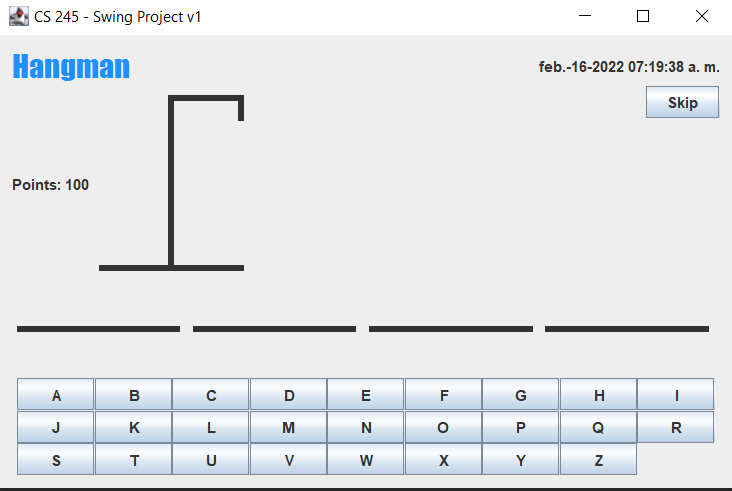 CS 245 - Swing Project v1
Hangman
feb.-16-2022 07:19:38 a. m.
Skip
Points: 100
A B C D E F G H I
J K L M N O P Q R
S T U V W X Y Z